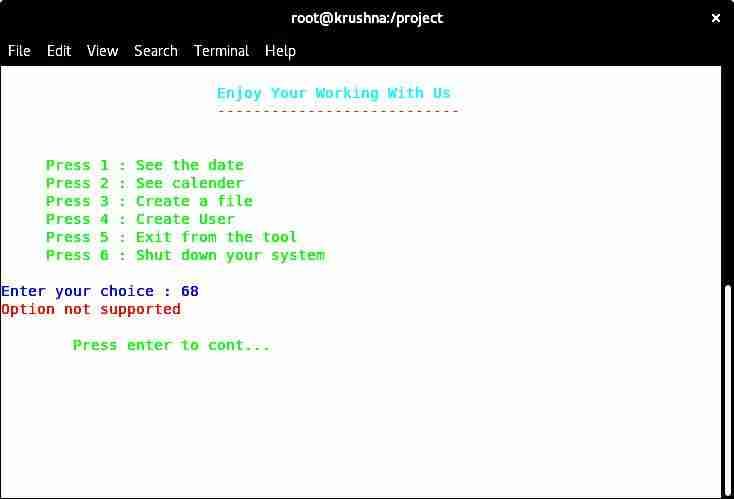 root@krushna:/project ×
File Edit View Search Terminal Help
Enjoy Your Working With Us
---------------------------
Press 1 : See the date
Press 2 : See calender
Press 3 : Create a file
Press 4 : Create User
Press 5 : Exit from the tool
Press 6 : Shut down your system
Enter your choice : 68
Option not supported
Press enter to cont...